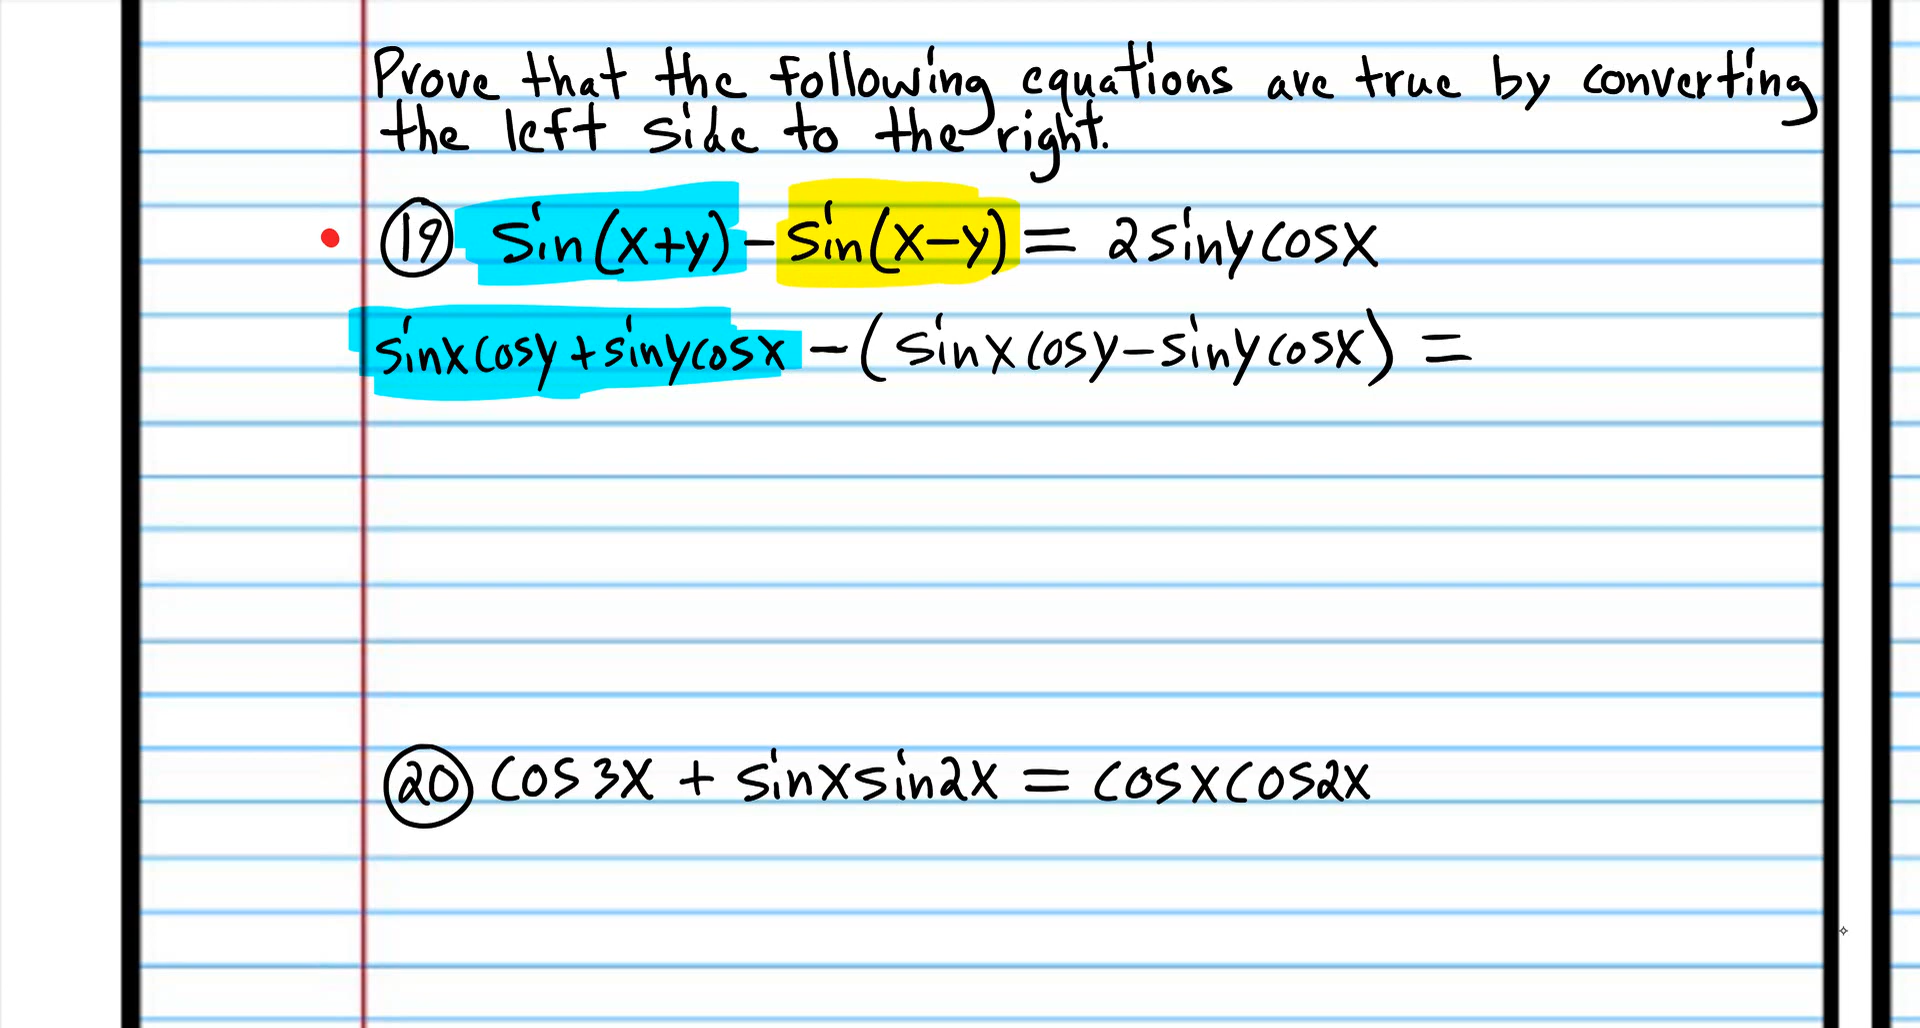 Prove that the following equations are true by converting
the left side to the right.
19 sin(x+y)-sin(x-y)= 2sinycosx
sinxcosy+sinycosx-(sinxcosy-sinycosx)=
20 cos3x + sinxsin2x = cosxcos2x